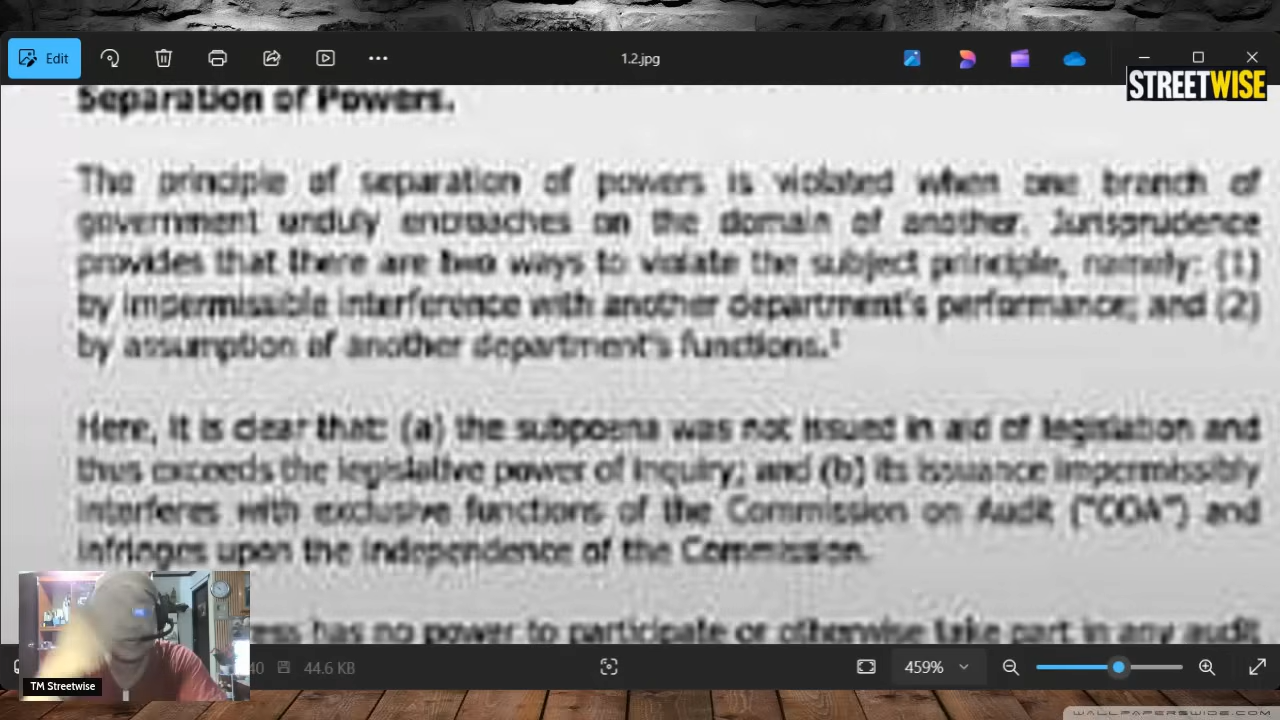 Edit
1.2.jpg
STREETWISE
Separation of Powers.
The principle of separation of powers is violated when one branch of
government unduly encroaches on the domain of another. Jurisprudence
provides that there are two ways to violate the subject principle, namely: (1)
by impermissible interference with another department's performance; and (2)
by assumption of another department's functions.1
Here, it is clear that: (a) the subpoena was not issued in aid of legislation and
thus exceeds the legislative power of inquiry; and (b) its issuance impermissibly
interferes with exclusive functions of the Commission on Audit ("COA") and
infringes upon the independence of the Commission.
has no power to participate or otherwise take part in any audit
TM Streetwise
40
44.6 KB
459%
WALLPAPERSWIDE.COM